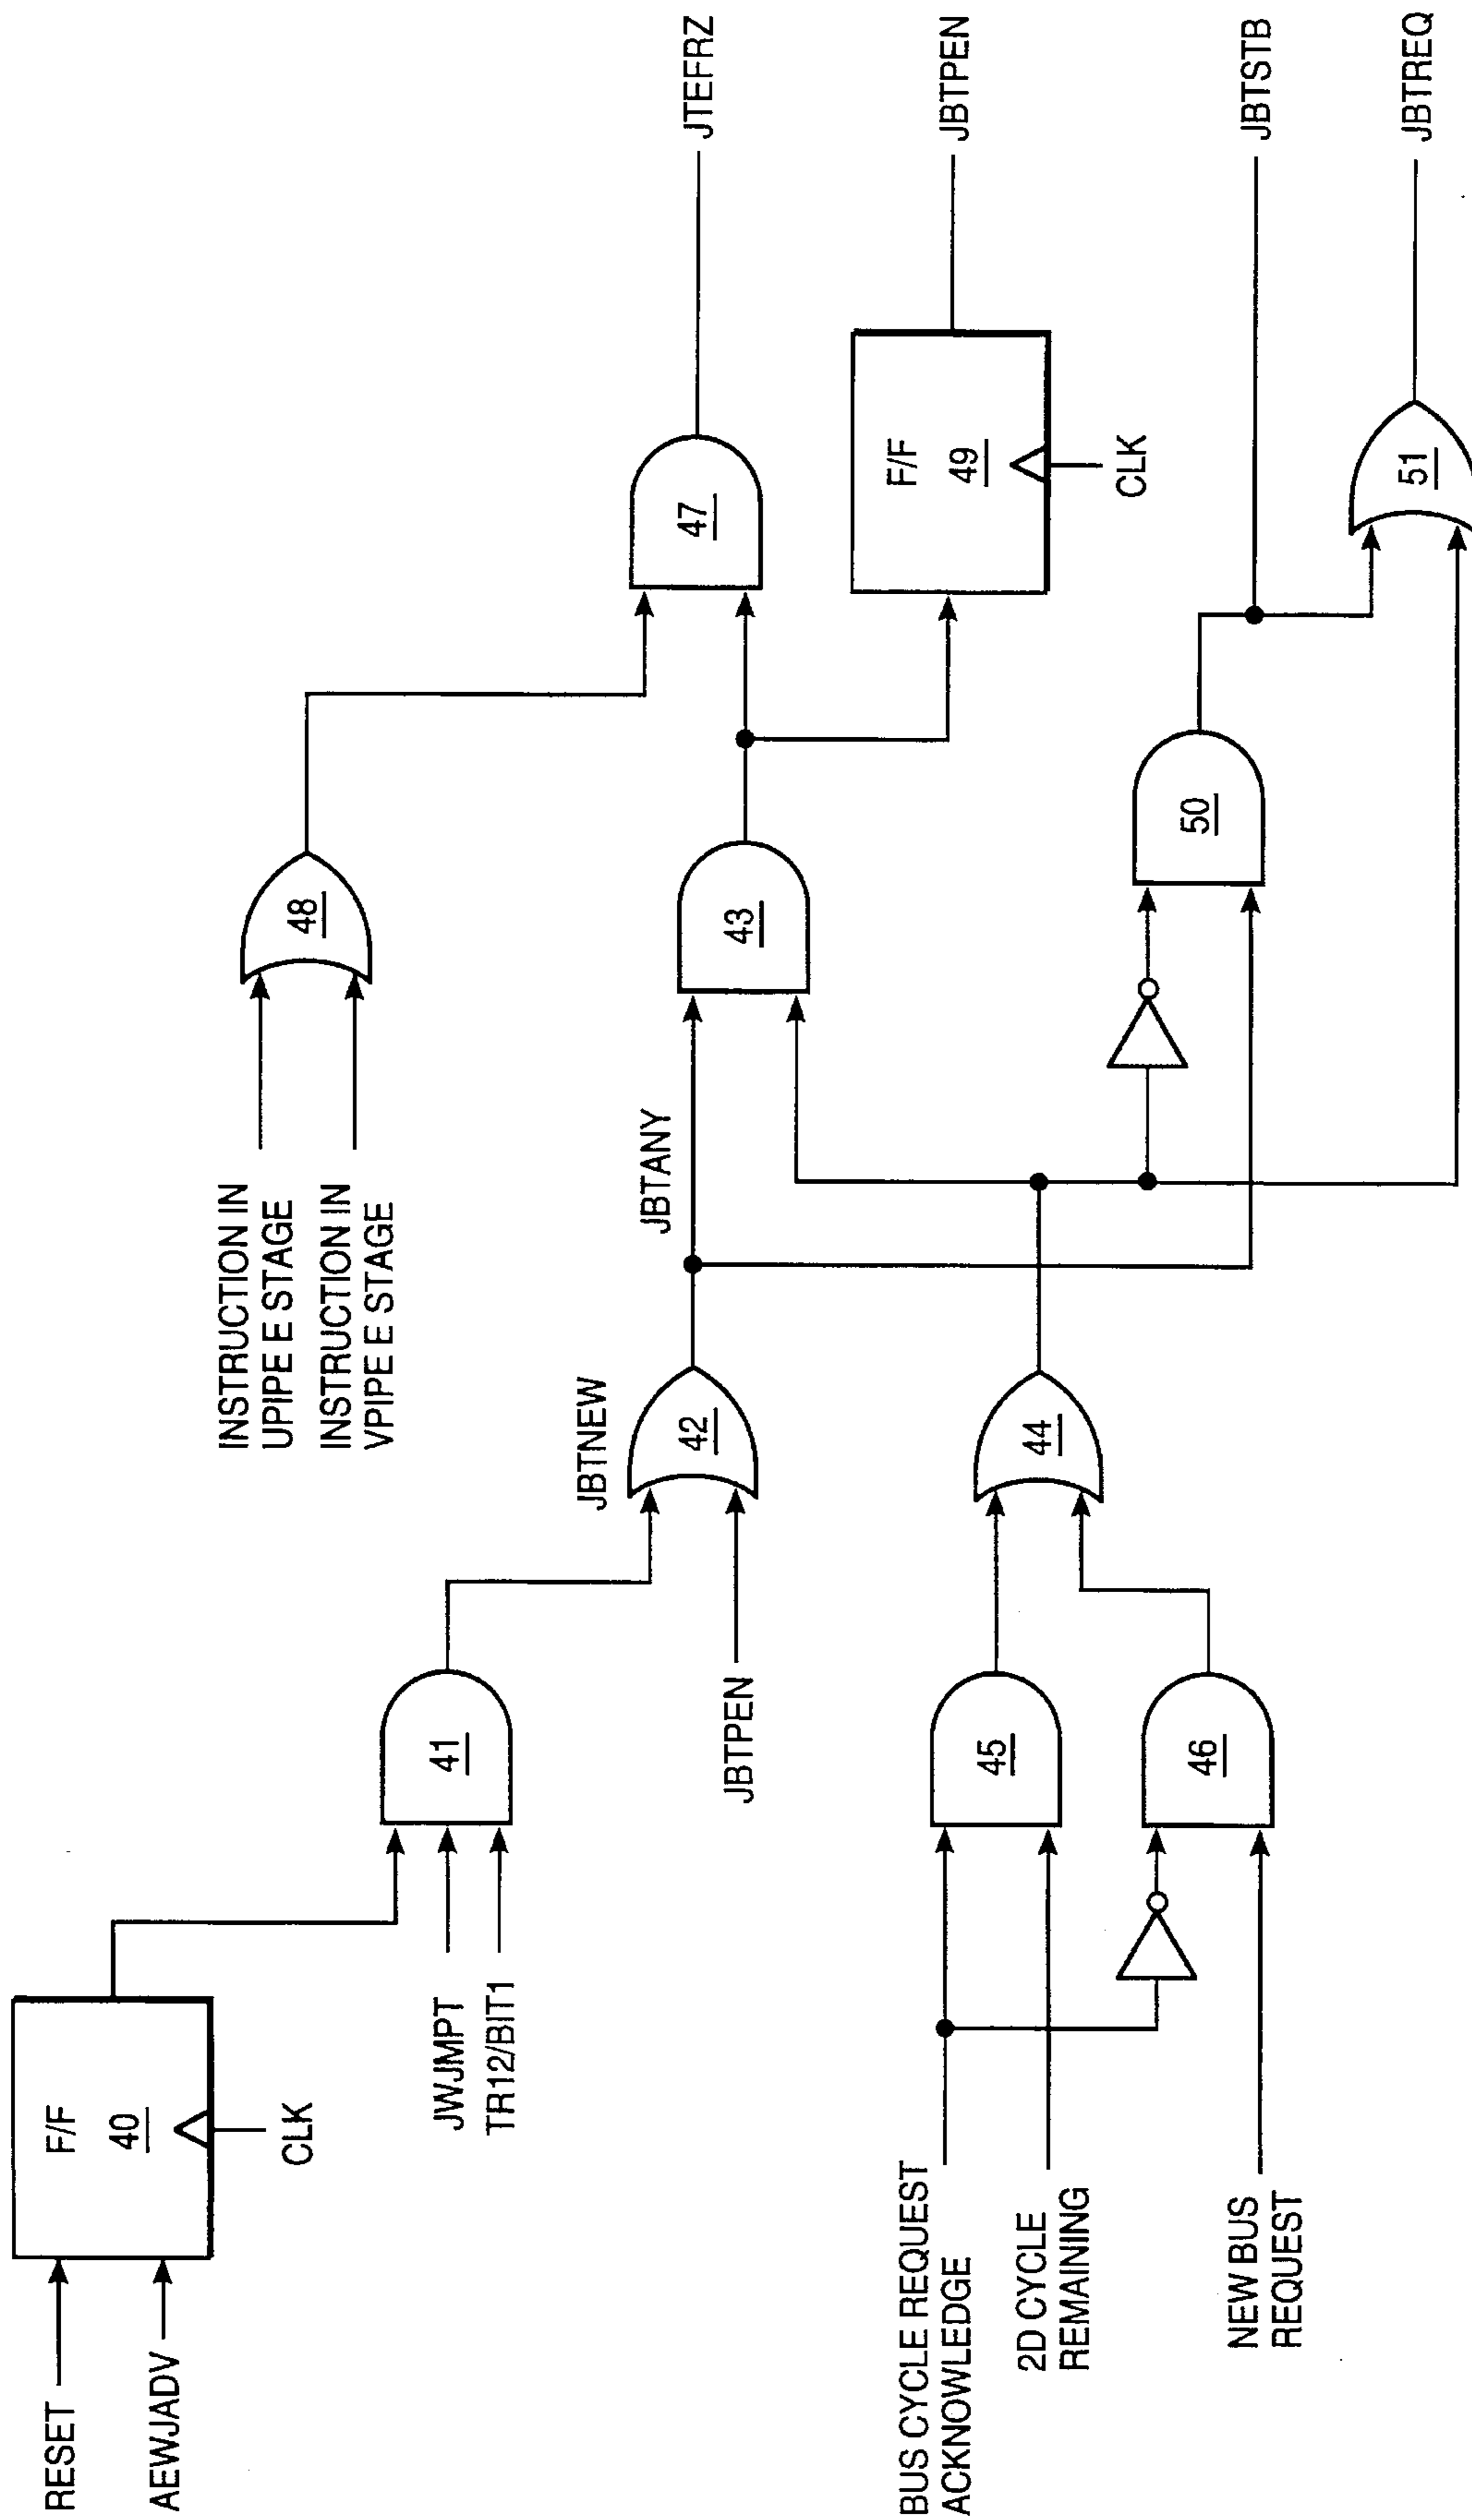 RESET
AEWJADV
F/F
40
CLK
JWJMPT
TR12/BIT1
41
JBTNEW
JBTPEN
42
JBTANY
INSTRUCTION IN
UPIPE E STAGE
INSTRUCTION IN
VPIPE E STAGE
48
43
47
JTEFRZ
F/F
49
CLK
JBTPEN
BUS CYCLE REQUEST
ACKNOWLEDGE
2D CYCLE
REMAINING
NEW BUS
REQUEST
45
46
44
50
JBTSTB
51
JBTREQ